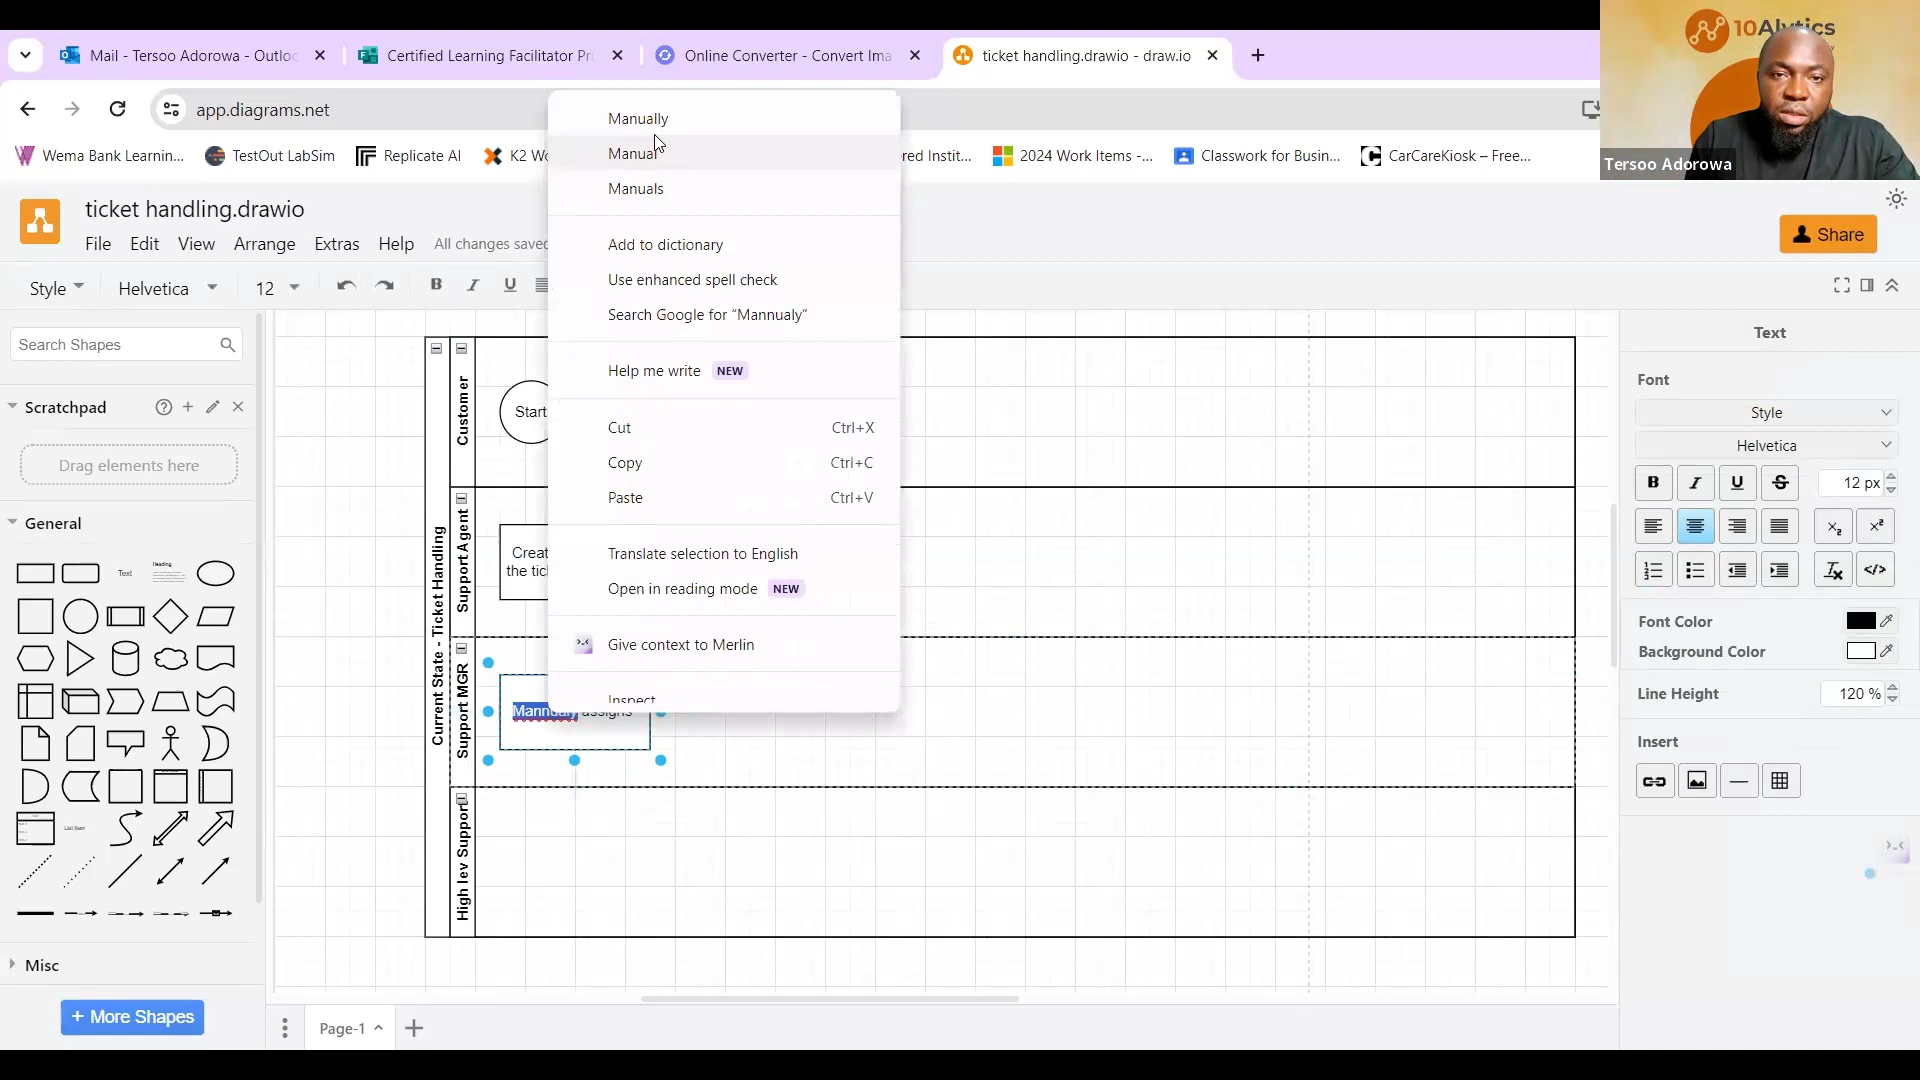 Mail - Tersoo Adorowa - Outloc
Certified Learning Facilitator Pr
Online Converter - Convert Ima
ticket handling.drawio - draw.io
10Alytics
app.diagrams.net
Tersoo Adorowa
Wema Bank Learnin...
TestOut LabSim
Replicate AI
K2 Wo
red Instit...
2024 Work Items -...
Classwork for Busin...
CarCareKiosk – Free...
ticket handling.drawio
File
Edit
View
Arrange
Extras
Help
All changes saved
Share
Style
Helvetica
12
B
I
U
Manually
Manual
Manuals
Add to dictionary
Use enhanced spell check
Search Google for “Mannualy”
Help me write NEW
Cut Ctrl+X
Copy Ctrl+C
Paste Ctrl+V
Translate selection to English
Open in reading mode NEW
Give context to Merlin
Inspect
Search Shapes
Scratchpad
Drag elements here
General
Text
Heading
List Item
Misc
+ More Shapes
Current State - Ticket Handling
Customer
Start
Support Agent
Creat
the tick
Support MGR
Mannualy assigns
High lev Support
Page-1
Text
Font
Style
Helvetica
B
I
U
S
12 px
Font Color
Background Color
Line Height
120 %
Insert